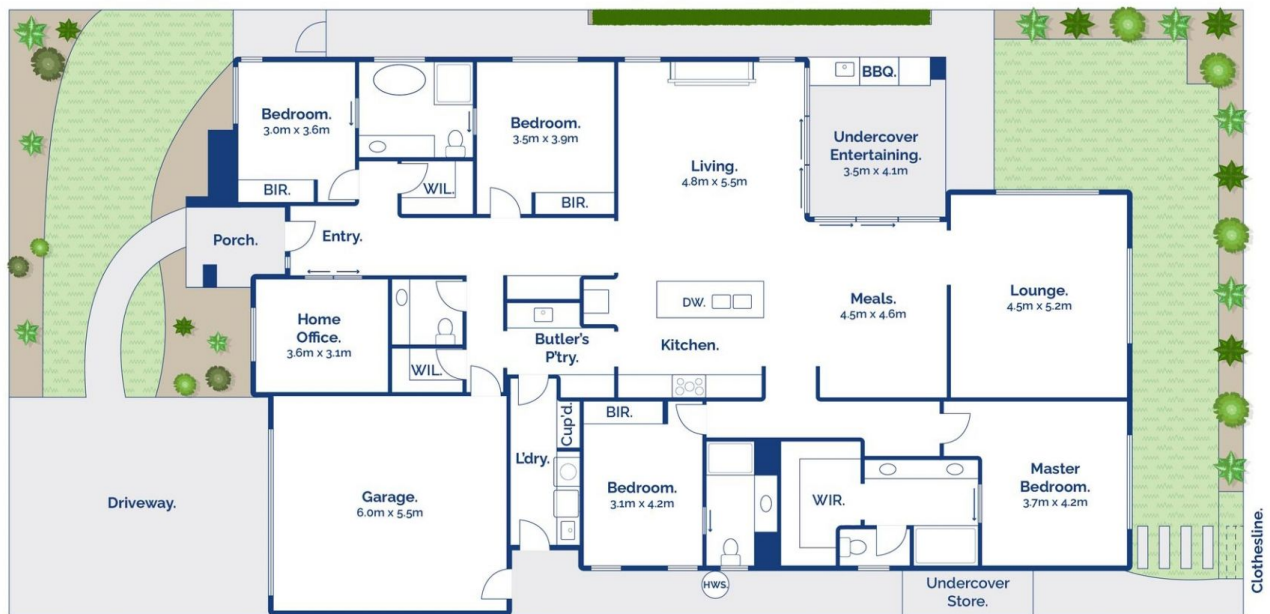 BBQ.
Bedroom.
3.0m x 3.6m
Bedroom.
3.5m x 3.9m
Living.
4.8m x 5.5m
Undercover
Entertaining.
3.5m x 4.1m
BIR.
WIL.
BIR.
Porch.
Entry.
Home
Office.
3.6m x 3.1m
WIL.
Butler's
P'try.
DW.
Kitchen.
Meals.
4.5m x 4.6m
Lounge.
4.5m x 5.2m
Driveway.
Garage.
6.0m x 5.5m
L'dry.
Cup'd.
BIR.
Bedroom.
3.1m x 4.2m
WIR.
Master
Bedroom.
3.7m x 4.2m
HWS.
Undercover
Store.
Clothesline.